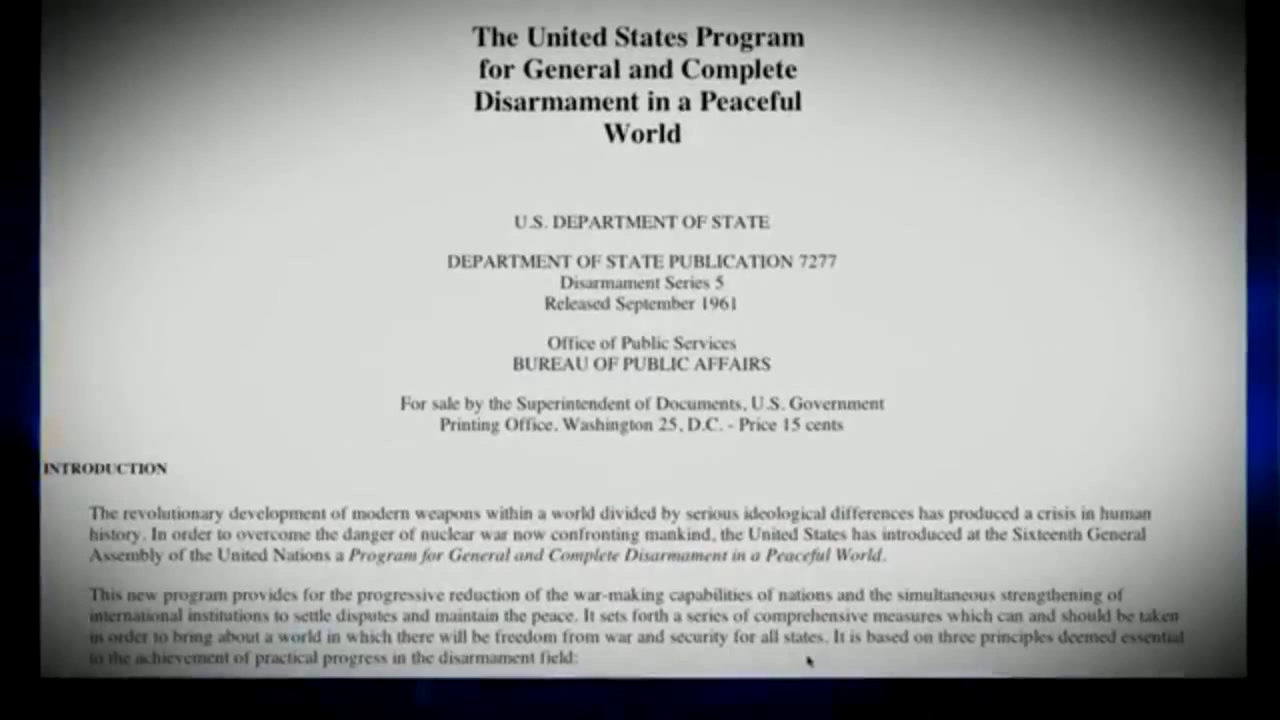 The United States Program
for General and Complete
Disarmament in a Peaceful
World
U.S. DEPARTMENT OF STATE
DEPARTMENT OF STATE PUBLICATION 7277
Disarmament Series 5
Released September 1961
Office of Public Services
BUREAU OF PUBLIC AFFAIRS
For sale by the Superintendent of Documents, U.S. Government
Printing Office, Washington 25, D.C. - Price 15 cents
INTRODUCTION
The revolutionary development of modern weapons within a world divided by serious ideological differences has produced a crisis in human
history. In order to overcome the danger of nuclear war now confronting mankind, the United States has introduced at the Sixteenth General
Assembly of the United Nations a Program for General and Complete Disarmament in a Peaceful World.
This new program provides for the progressive reduction of the war-making capabilities of nations and the simultaneous strengthening of
international institutions to settle disputes and maintain the peace. It sets forth a series of comprehensive measures which can and should be taken
in order to bring about a world in which there will be freedom from war and security for all states. It is based on three principles deemed essential
to the achievement of practical progress in the disarmament field: